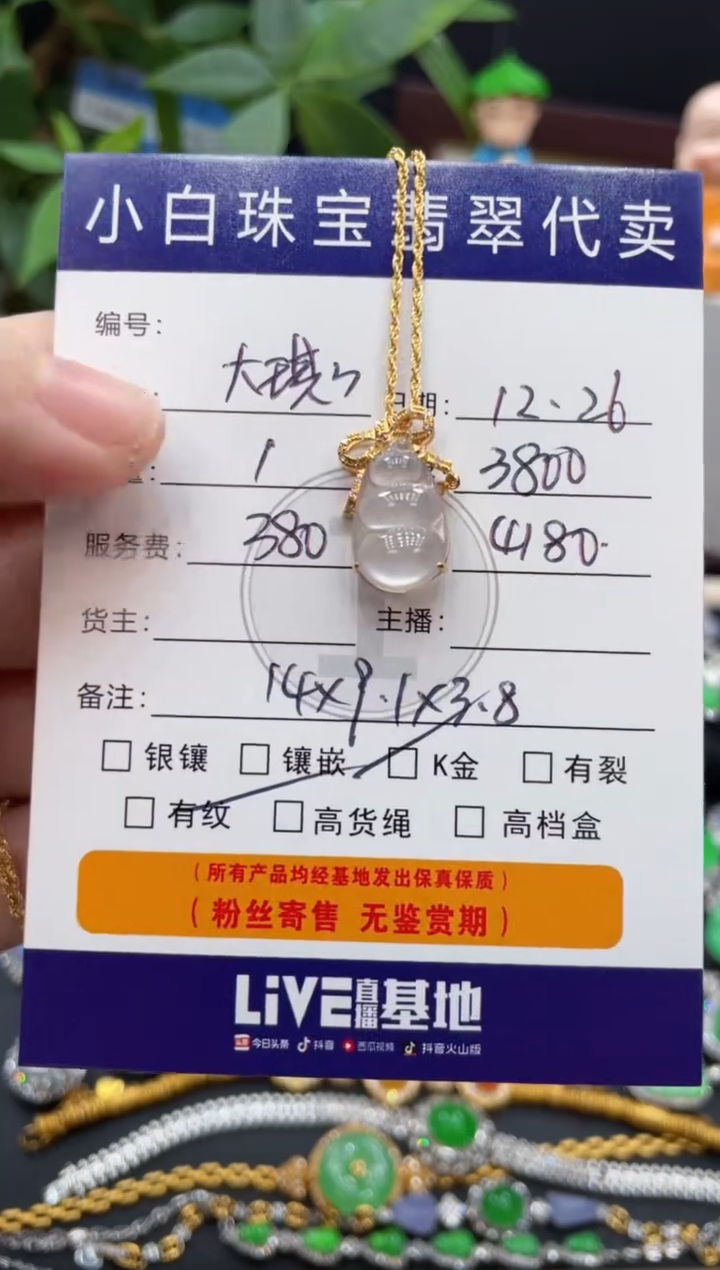 小白珠宝翡翠代卖
编号:
大琪 期: 12.26
1 3800
服务费: 380 4180.
货主: 主播:
备注: 14x9.1x3.8
银镶 镶嵌 K金 有裂
有纹 高货绳 高档盒
(所有产品均经基地发出保真保质)
(粉丝寄售 无鉴赏期)
LiVE直播基地
头条 今日头条 抖音 西瓜视频 抖音火山版